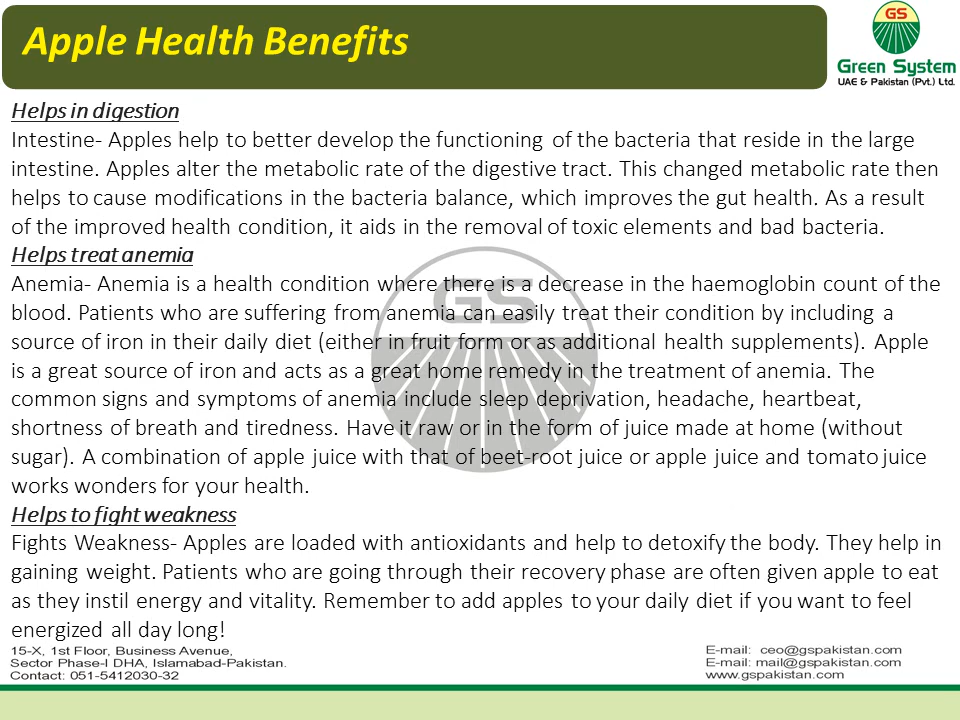 Apple Health Benefits
GS
Green System
UAE & Pakistan (Pvt.) Ltd.
Helps in digestion
Intestine- Apples help to better develop the functioning of the bacteria that reside in the large
intestine. Apples alter the metabolic rate of the digestive tract. This changed metabolic rate then
helps to cause modifications in the bacteria balance, which improves the gut health. As a result
of the improved health condition, it aids in the removal of toxic elements and bad bacteria.
Helps treat anemia
Anemia- Anemia is a health condition where there is a decrease in the haemoglobin count of the
blood. Patients who are suffering from anemia can easily treat their condition by including a
source of iron in their daily diet (either in fruit form or as additional health supplements). Apple
is a great source of iron and acts as a great home remedy in the treatment of anemia. The
common signs and symptoms of anemia include sleep deprivation, headache, heartbeat,
shortness of breath and tiredness. Have it raw or in the form of juice made at home (without
sugar). A combination of apple juice with that of beet-root juice or apple juice and tomato juice
works wonders for your health.
Helps to fight weakness
Fights Weakness- Apples are loaded with antioxidants and help to detoxify the body. They help in
gaining weight. Patients who are going through their recovery phase are often given apple to eat
as they instil energy and vitality. Remember to add apples to your daily diet if you want to feel
energized all day long!
GS
15-X, 1st Floor, Business Avenue,
Sector Phase-I DHA, Islamabad-Pakistan.
Contact: 051-5412030-32
E-mail: ceo@gspakistan.com
E-mail: mail@gspakistan.com
www.gspakistan.com